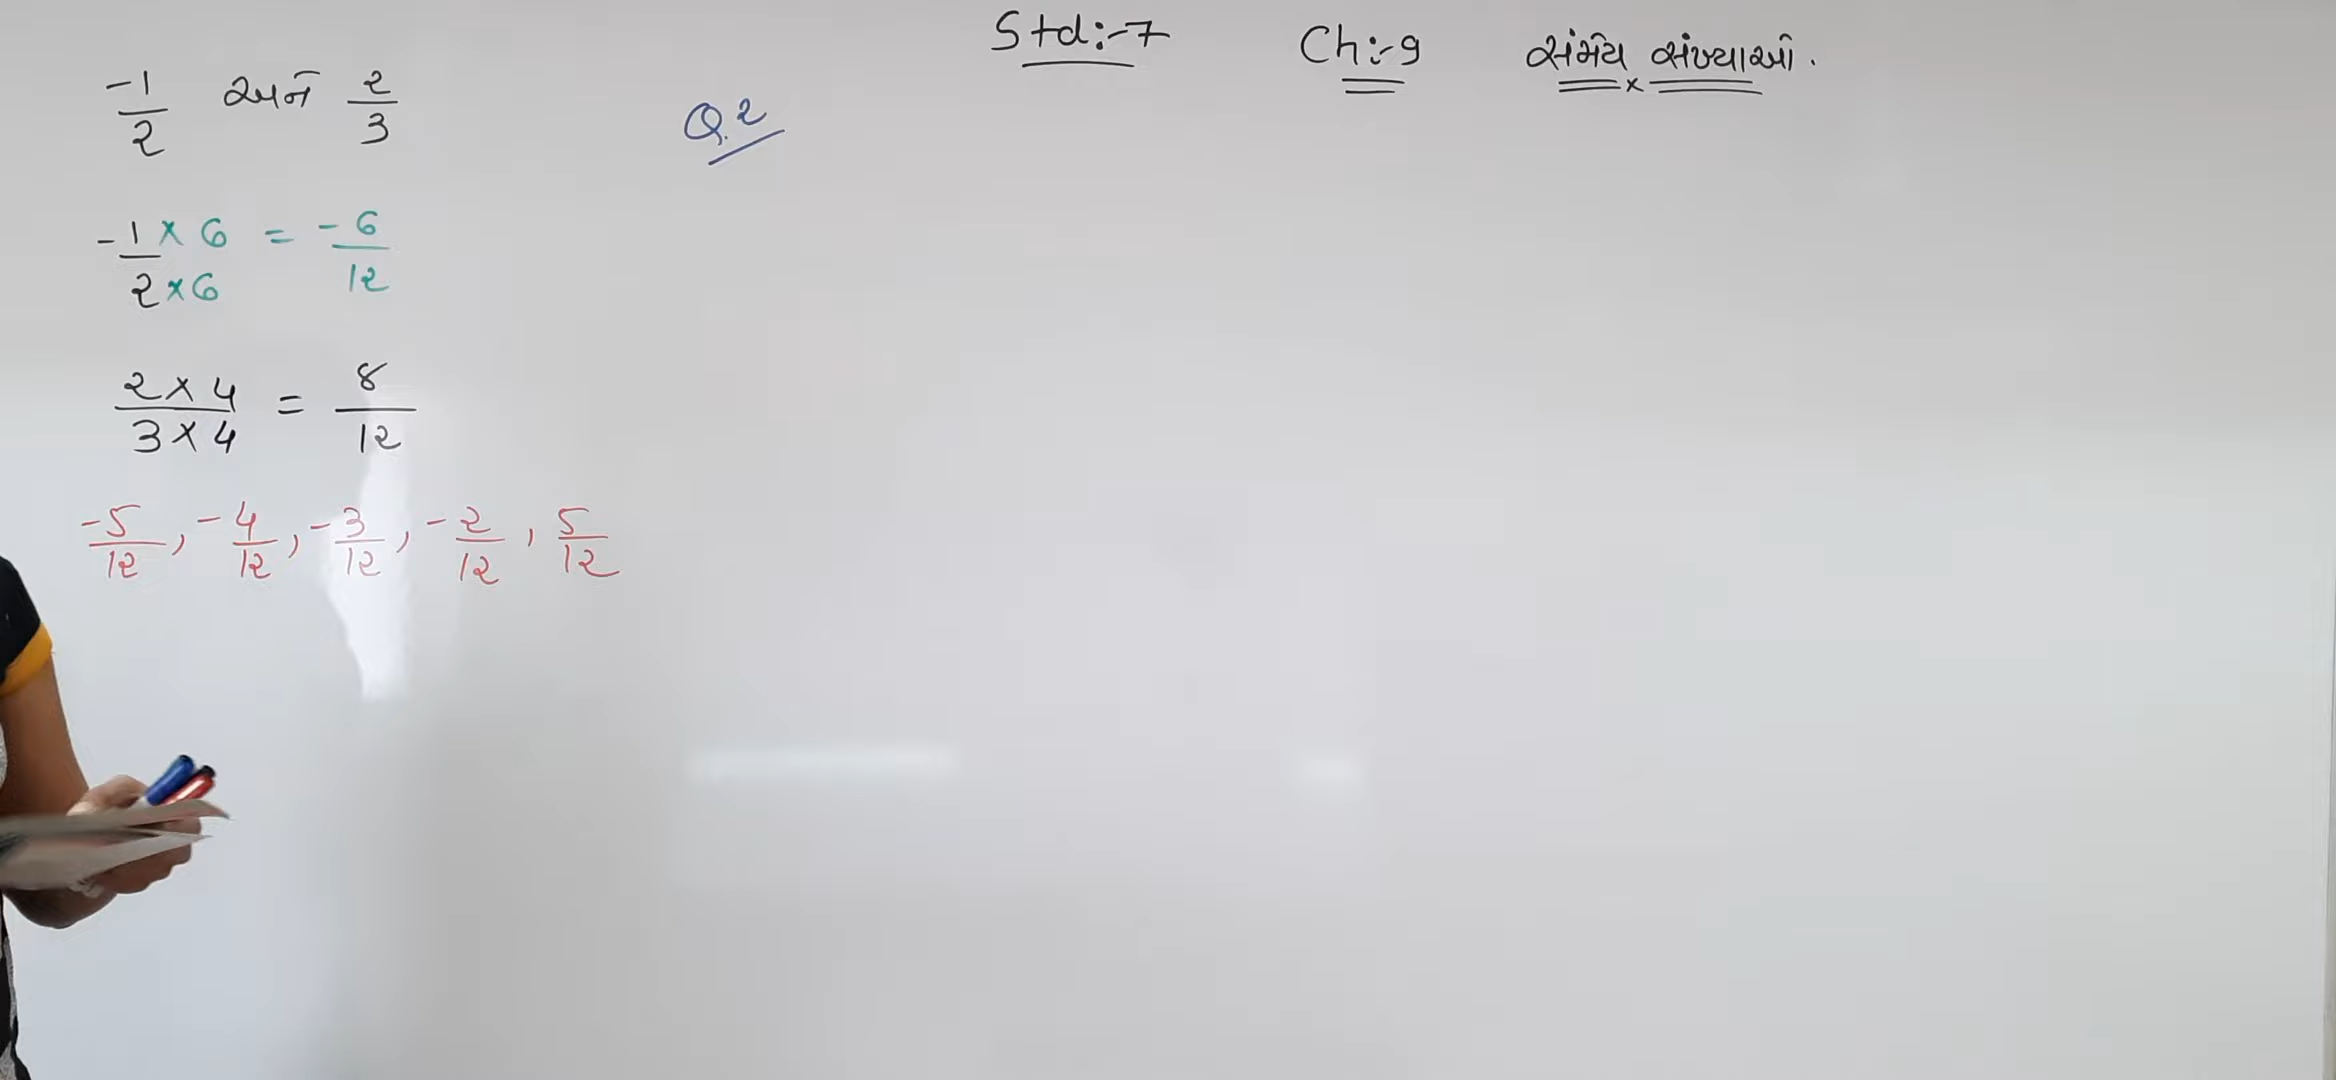 Std:-7 Ch:-9 સંમેય સંખ્યાઓ.
-1/2 અને 2/3
Q.2
-1×6/2×6 = -6/12
2×4/3×4 = 8/12
-5/12, -4/12, -3/12, -2/12, 5/12